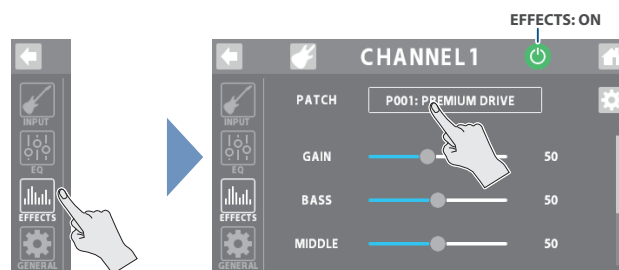 EFFECTS: ON
INPUT
EQ
EFFECTS
GENERAL
CHANNEL1
INPUT
EQ
EFFECTS
GENERAL
PATCH P001: PREMIUM DRIVE
GAIN 50
BASS 50
MIDDLE 50